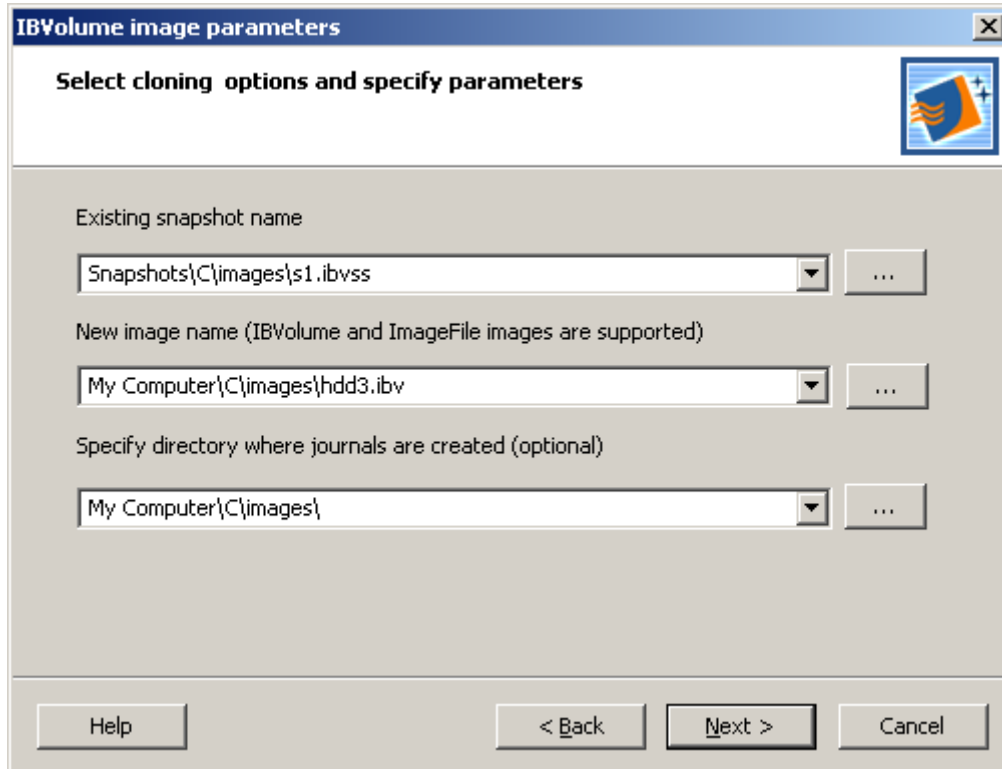 IBVolume image parameters
Select cloning  options and specify parameters
Existing snapshot name
Snapshots\C\images\s1.ibvss
...
New image name (IBVolume and ImageFile images are supported)
My Computer\C\images\hdd3.ibv
...
Specify directory where journals are created (optional)
My Computer\C\images\
...
Help
< Back
Next >
Cancel